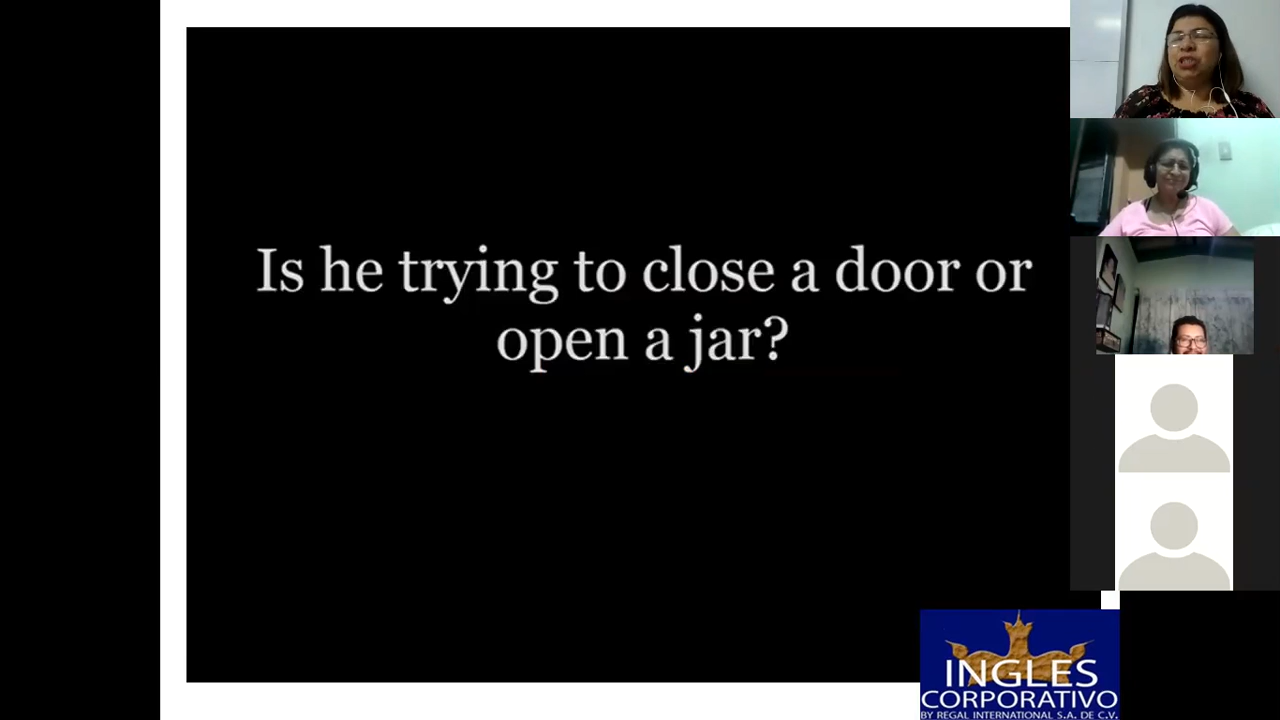 Is he trying to close a door or
open a jar?
INGLES
CORPORATIVO
BY REGAL INTERNATIONAL S.A. DE C.V.